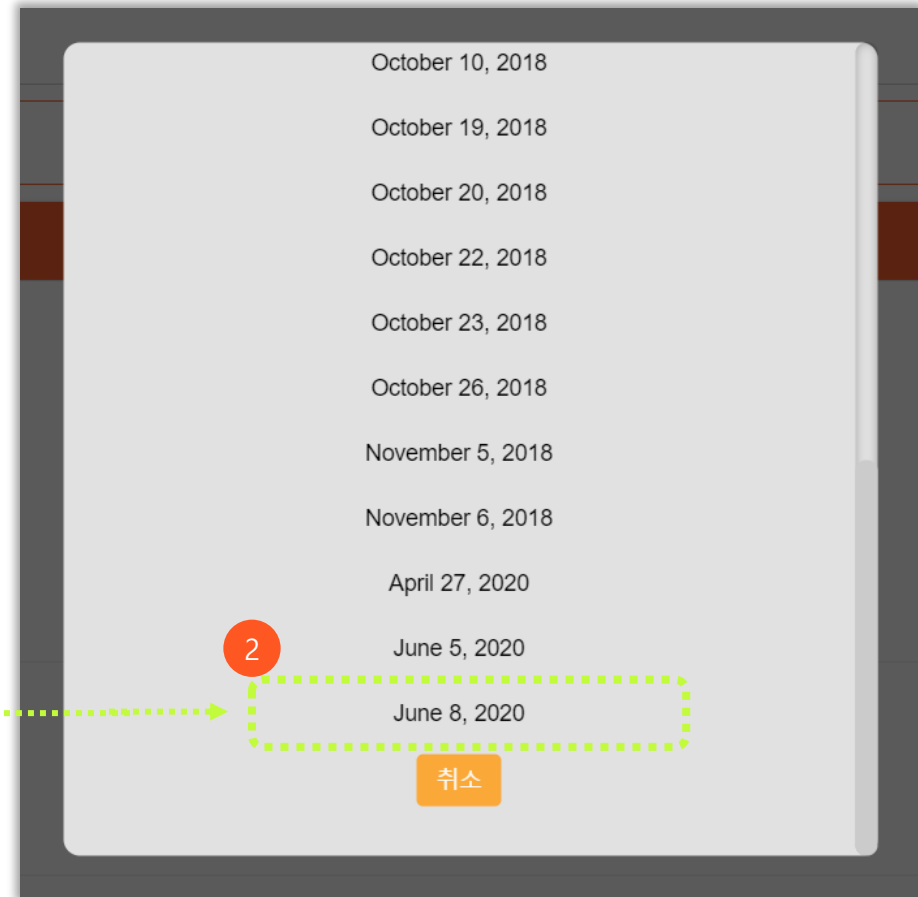 October 10, 2018
October 19, 2018
October 20, 2018
October 22, 2018
October 23, 2018
October 26, 2018
November 5, 2018
November 6, 2018
April 27, 2020
2
June 5, 2020
June 8, 2020
취소